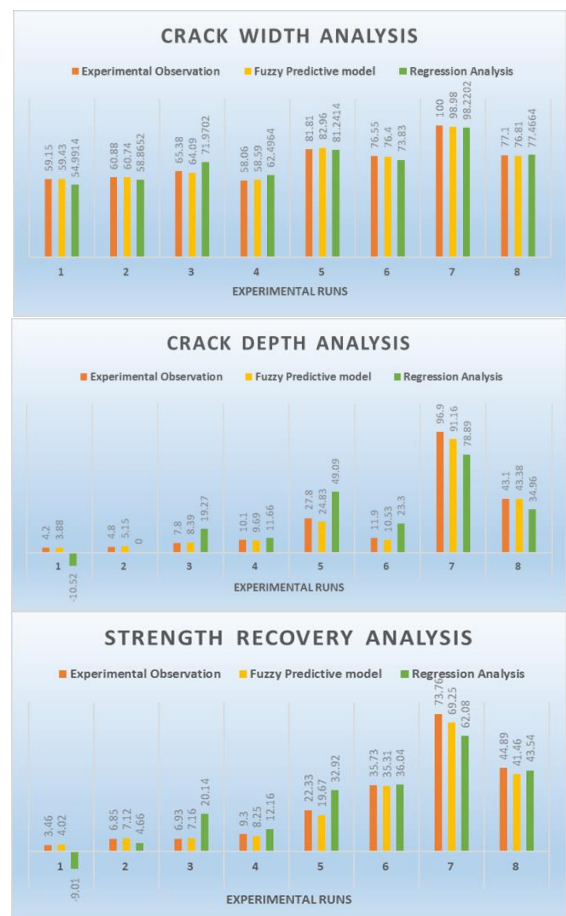 CRACK WIDTH ANALYSIS
Experimental Observation Fuzzy Predictive model Regression Analysis
59.15 59.43 54.9914 60.88 60.74 58.8652 65.38 64.09 71.9702 58.06 58.59 62.4964 81.81 82.96 81.2414 76.55 76.4 73.83 100 98.98 98.2202 77.1 76.81 77.4664
1 2 3 4 5 6 7 8
EXPERIMENTAL RUNS
CRACK DEPTH ANALYSIS
Experimental Observation Fuzzy Predictive model Regression Analysis
4.2 3.88 -10.52 4.8 5.15 0 7.8 8.39 19.27 10.1 9.69 11.66 27.8 24.83 49.09 11.9 10.53 23.3 96.9 91.16 78.89 43.1 43.38 34.96
1 2 3 4 5 6 7 8
EXPERIMENTAL RUNS
STRENGTH RECOVERY ANALYSIS
Experimental Observation Fuzzy Predictive model Regression Analysis
3.46 4.02 -9.01 6.85 7.12 4.66 6.93 7.16 20.14 9.3 8.25 12.16 22.33 19.67 32.92 35.73 35.31 36.04 73.76 69.25 62.08 44.89 41.46 43.54
1 2 3 4 5 6 7 8
EXPERIMENTAL RUNS